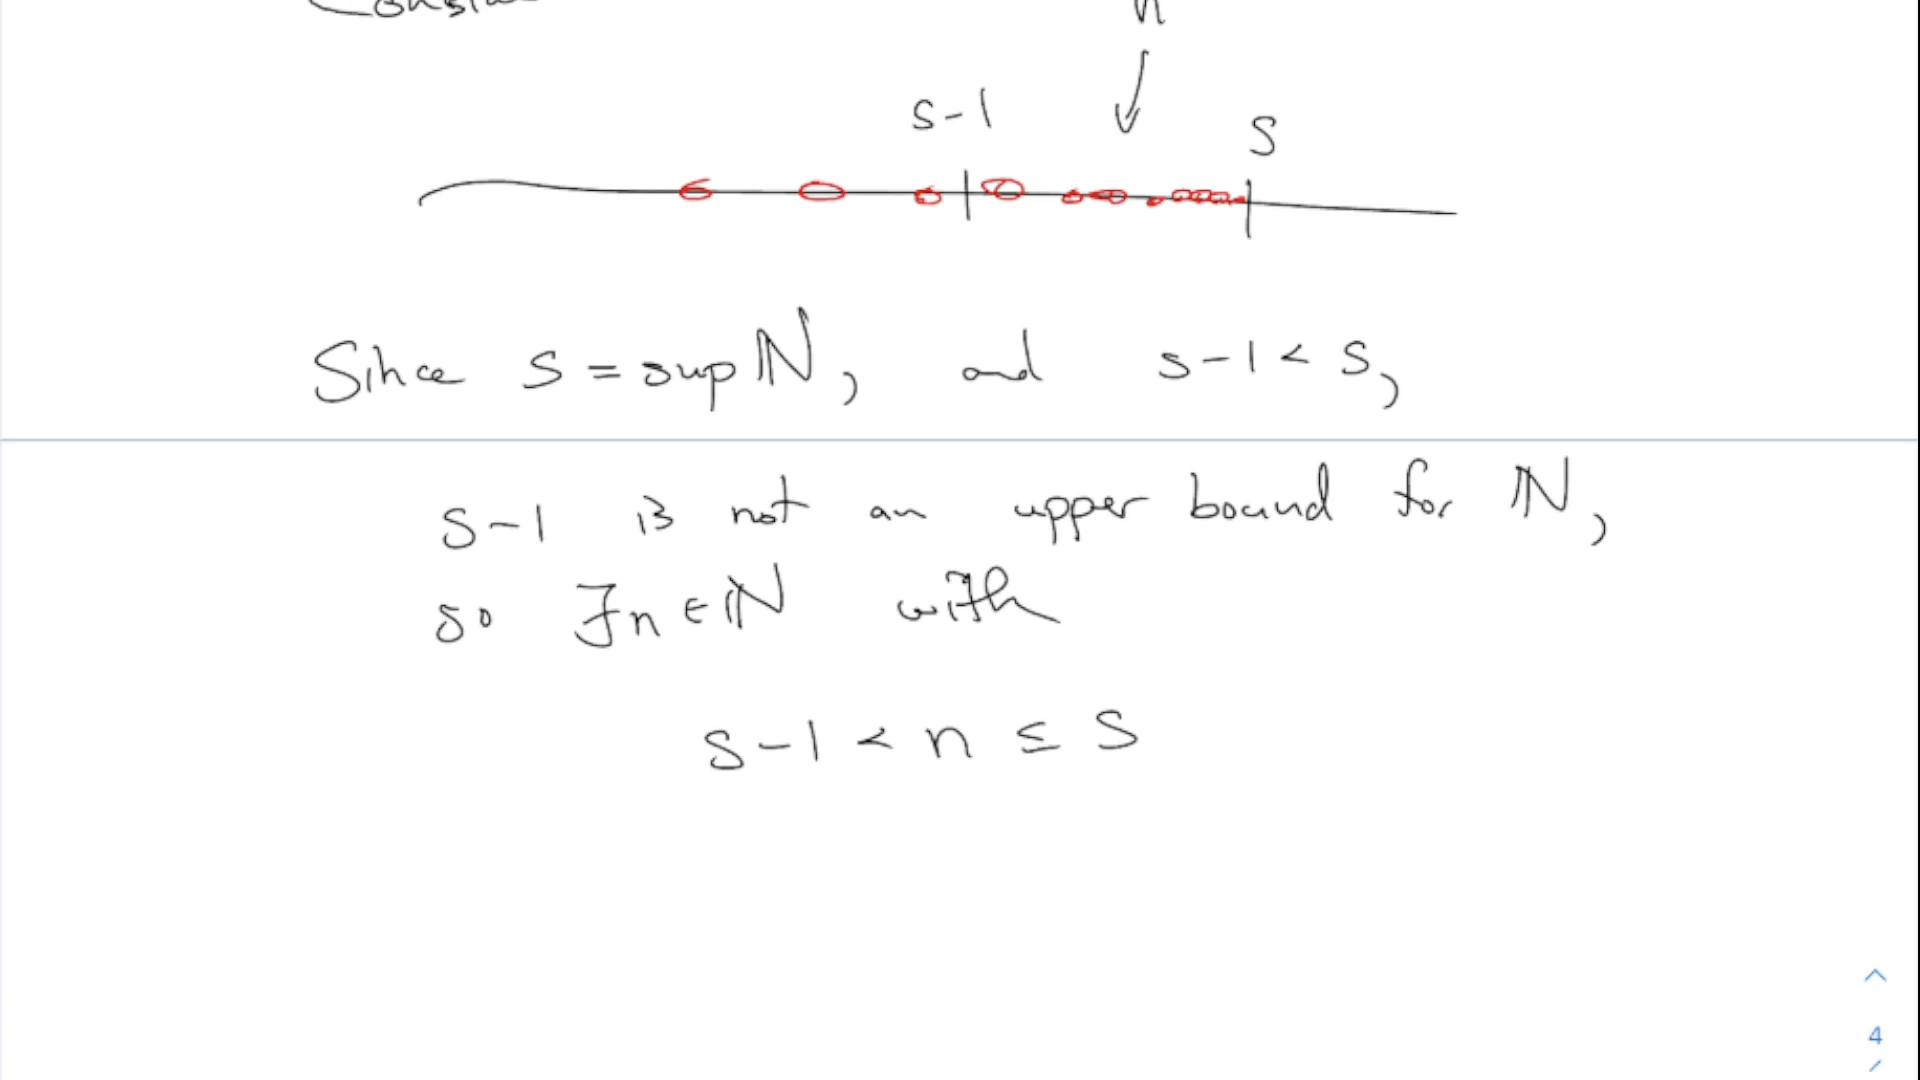 n
s-1
S
Since s = sup ℕ, and s-1 < s,
s-1 is not an upper bound for ℕ,
so ∃n∈ℕ with
s-1 < n ≤ s
4